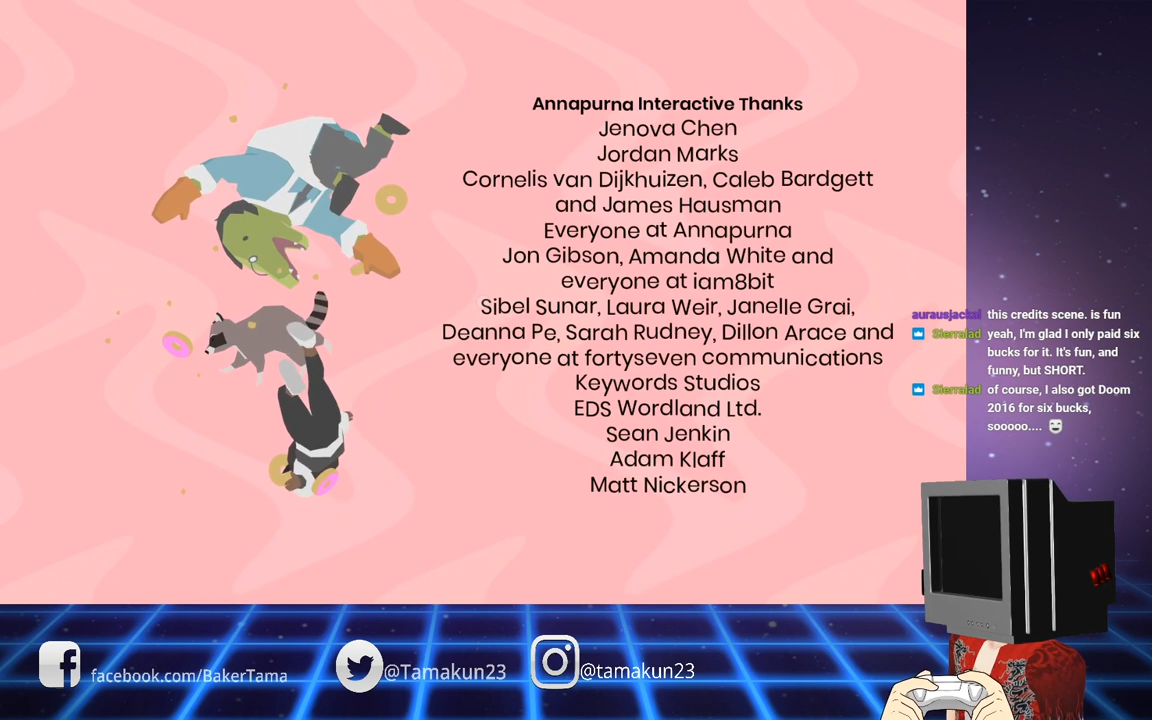 Annapurna Interactive Thanks
Jenova Chen
Jordan Marks
Cornelis van Dijkhuizen, Caleb Bardgett
and James Hausman
Everyone at Annapurna
Jon Gibson, Amanda White and
everyone at iam8bit
Sibel Sunar, Laura Weir, Janelle Grai,
Deanna Pe, Sarah Rudney, Dillon Arace and
everyone at fortyseven communications
Keywords Studios
EDS Wordland Ltd.
Sean Jenkin
Adam Klaff
Matt Nickerson
aurausjackal this credits scene. is fun
Sierralad yeah, I'm glad I only paid six
bucks for it. It's fun, and
funny, but SHORT.
Sierralad of course, I also got Doom
2016 for six bucks,
sooooo....
facebook.com/BakerTama
@Tamakun23
@tamakun23